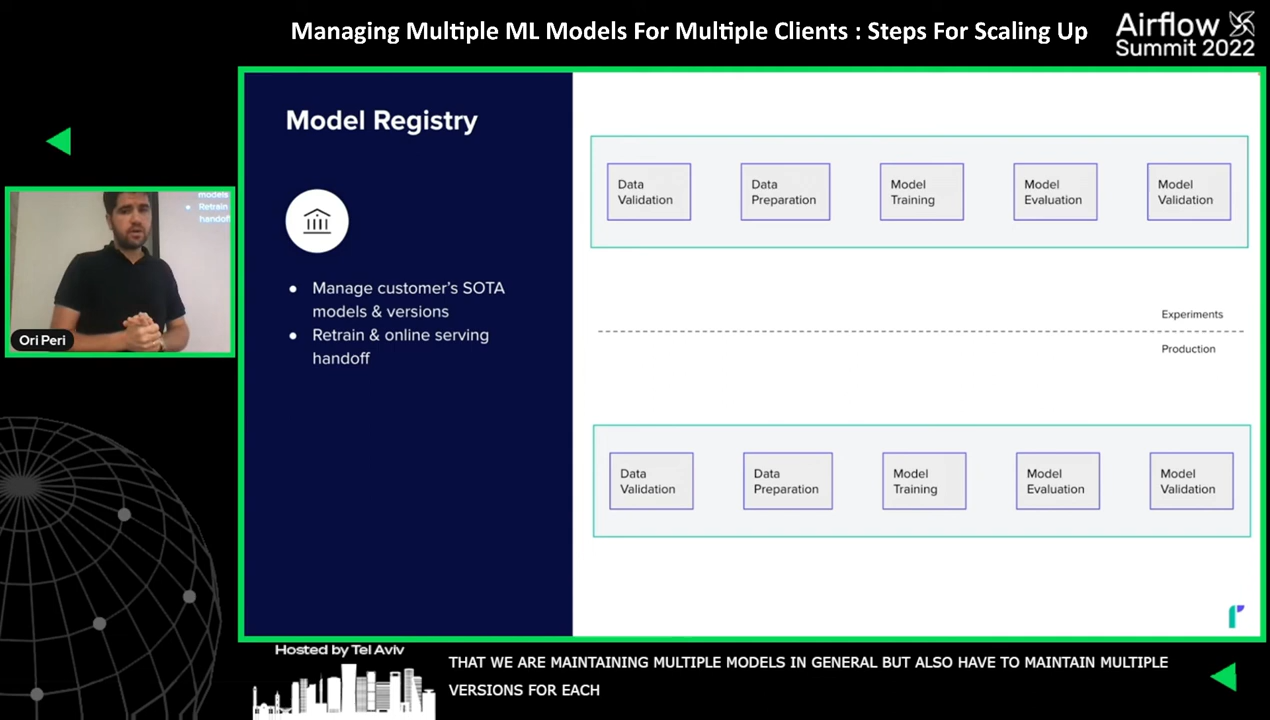 Managing Multiple ML Models For Multiple Clients : Steps For Scaling Up
Airflow
Summit 2022
Model Registry
● Manage customer's SOTA
models & versions
● Retrain & online serving
handoff
models
● Retrain
handoff
Ori Peri
Data
Validation
Data
Preparation
Model
Training
Model
Evaluation
Model
Validation
Experiments
Production
Data
Validation
Data
Preparation
Model
Training
Model
Evaluation
Model
Validation
Hosted by Tel Aviv
THAT WE ARE MAINTAINING MULTIPLE MODELS IN GENERAL BUT ALSO HAVE TO MAINTAIN MULTIPLE
VERSIONS FOR EACH